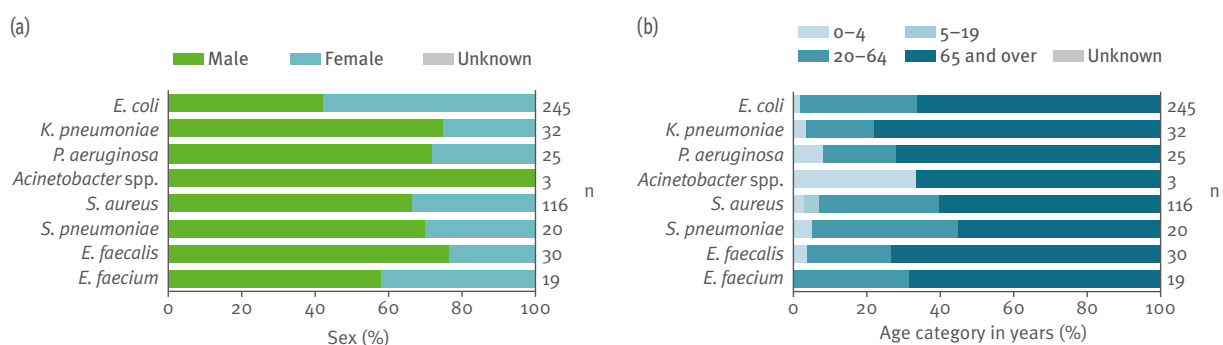 (a)
Male Female Unknown
E. coli 245
K. pneumoniae 32
P. aeruginosa 25
Acinetobacter spp. 3
n
S. aureus 116
S. pneumoniae 20
E. faecalis 30
E. faecium 19
0 20 40 60 80 100
Sex (%)
(b)
0–4 5–19
20–64 65 and over Unknown
E. coli 245
K. pneumoniae 32
P. aeruginosa 25
Acinetobacter spp. 3
n
S. aureus 116
S. pneumoniae 20
E. faecalis 30
E. faecium 19
0 20 40 60 80 100
Age category in years (%)